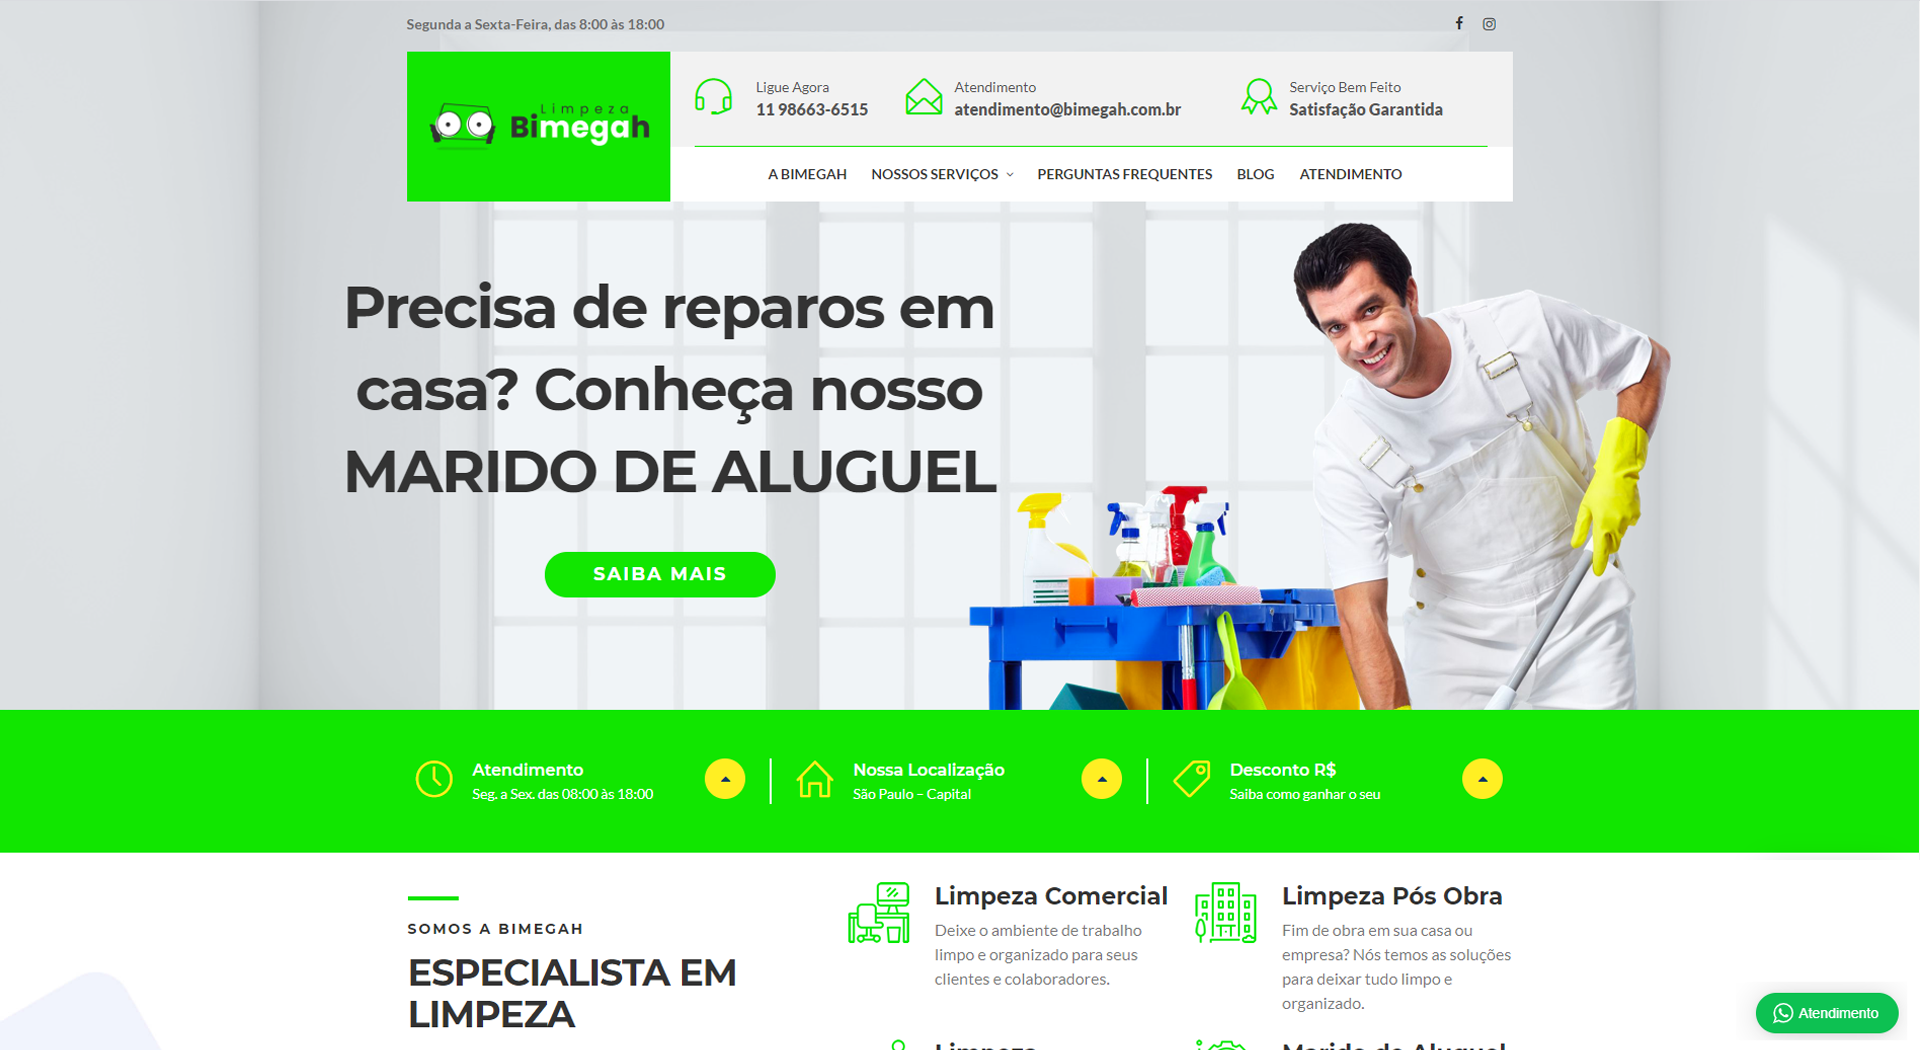 Segunda a Sexta-Feira, das 8:00 às 18:00
Limpeza
Bimegah
Ligue Agora
11 98663-6515
Atendimento
atendimento@bimegah.com.br
Serviço Bem Feito
Satisfação Garantida
A BIMEGAH NOSSOS SERVIÇOS PERGUNTAS FREQUENTES BLOG ATENDIMENTO
Precisa de reparos em
casa? Conheça nosso
MARIDO DE ALUGUEL
SAIBA MAIS
Atendimento
Seg. a Sex. das 08:00 às 18:00
Nossa Localização
São Paulo – Capital
Desconto R$
Saiba como ganhar o seu
SOMOS A BIMEGAH
ESPECIALISTA EM
LIMPEZA
Limpeza Comercial
Deixe o ambiente de trabalho
limpo e organizado para seus
clientes e colaboradores.
Limpeza Pós Obra
Fim de obra em sua casa ou
empresa? Nós temos as soluções
para deixar tudo limpo e
organizado.
Limpeza
Marido de Aluguel
Atendimento